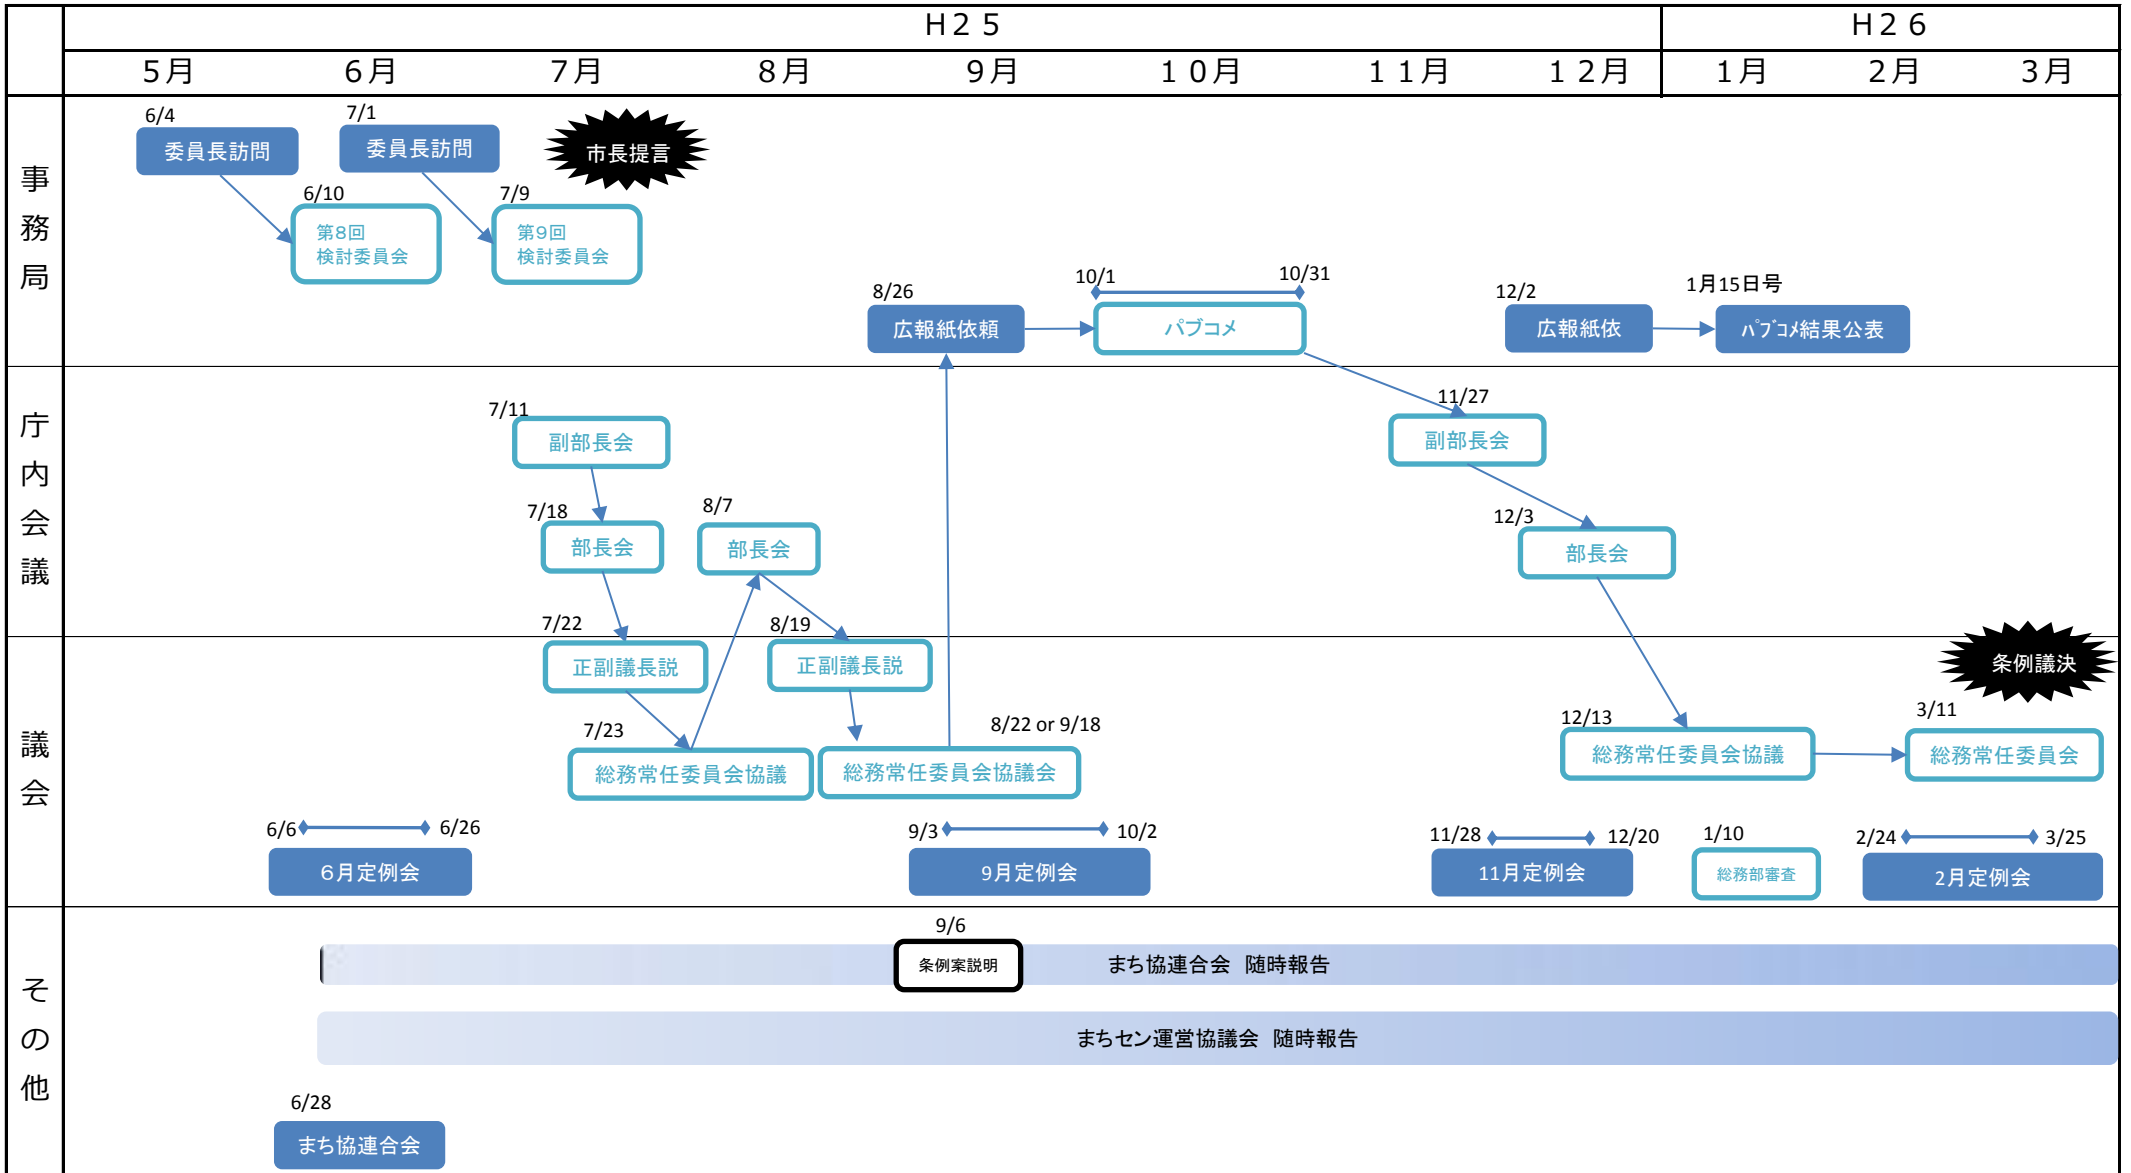 H２５
H２６
５月
６月
７月
８月
９月
１０月
１１月
１２月
１月
２月
３月
事務局
6/4
委員長訪問
7/1
委員長訪問
市長提言
6/10
第8回
検討委員会
7/9
第9回
検討委員会
8/26
広報紙依頼
10/1
10/31
パブコメ
12/2
広報紙依
1月15日号
ﾊﾟﾌﾞｺﾒ結果公表
庁内会議
7/11
副部長会
7/18
部長会
8/7
部長会
11/27
副部長会
12/3
部長会
議会
7/22
正副議長説
8/19
正副議長説
条例議決
7/23
総務常任委員会協議
8/22 or 9/18
総務常任委員会協議会
12/13
総務常任委員会協議
3/11
総務常任委員会
6/6
6/26
６月定例会
9/3
10/2
9月定例会
11/28
12/20
11月定例会
1/10
総務部審査
2/24
3/25
2月定例会
その他
9/6
条例案説明
まち協連合会 随時報告
まちセン運営協議会 随時報告
6/28
まち協連合会